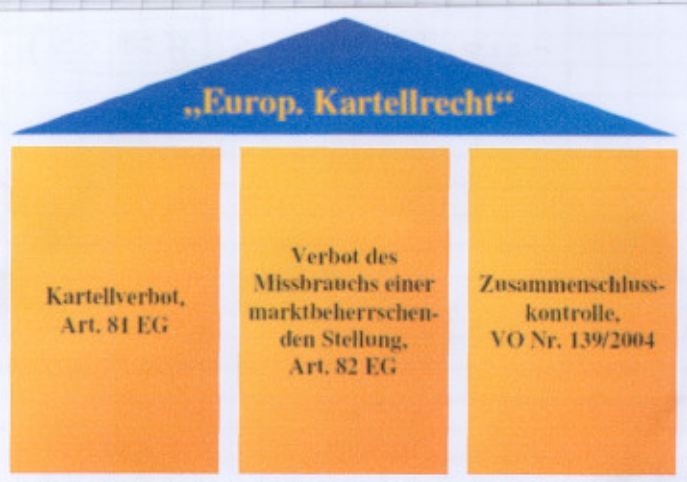 „Europ. Kartellrecht“
Kartellverbot,
Art. 81 EG
Verbot des
Missbrauchs einer
marktbeherrschen-
den Stellung,
Art. 82 EG
Zusammenschluss-
kontrolle,
VO Nr. 139/2004